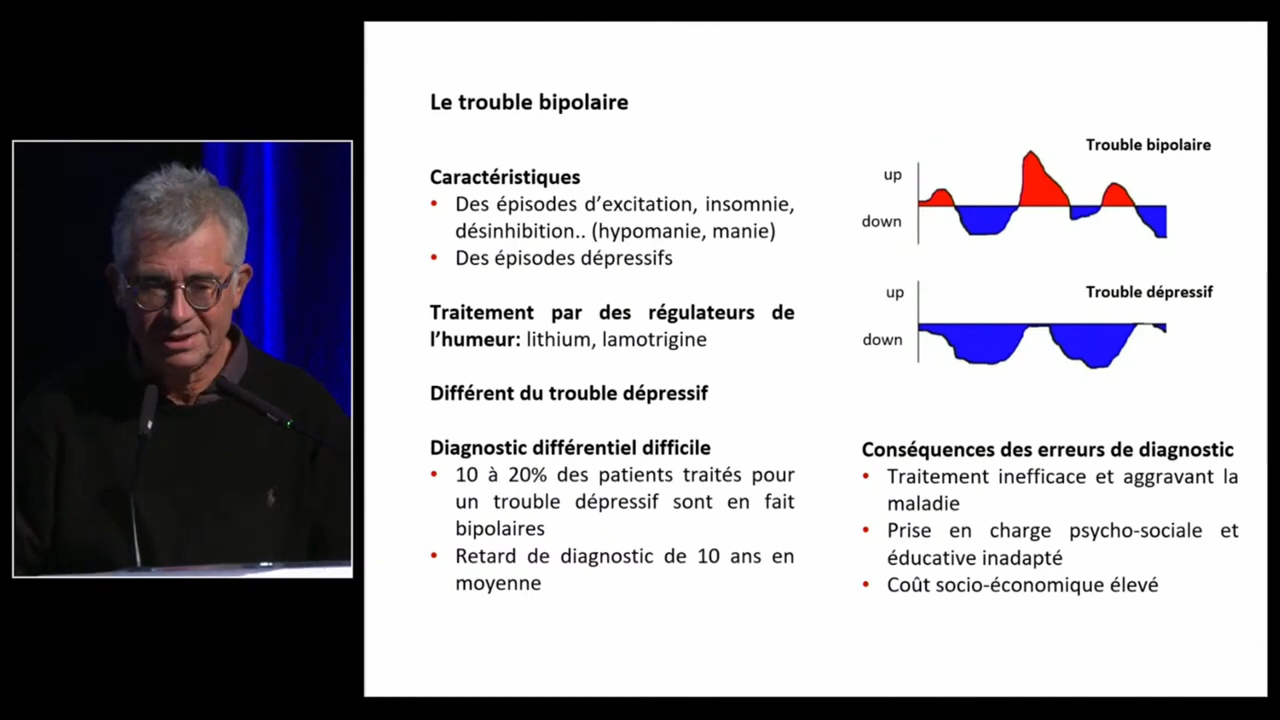 Le trouble bipolaire
Caractéristiques
• Des épisodes d’excitation, insomnie,
désinhibition.. (hypomanie, manie)
• Des épisodes dépressifs
Traitement par des régulateurs de
l’humeur: lithium, lamotrigine
Différent du trouble dépressif
Diagnostic différentiel difficile
• 10 à 20% des patients traités pour
un trouble dépressif sont en fait
bipolaires
• Retard de diagnostic de 10 ans en
moyenne
Trouble bipolaire
up
down
Trouble dépressif
up
down
Conséquences des erreurs de diagnostic
• Traitement inefficace et aggravant la
maladie
• Prise en charge psycho-sociale et
éducative inadapté
• Coût socio-économique élevé